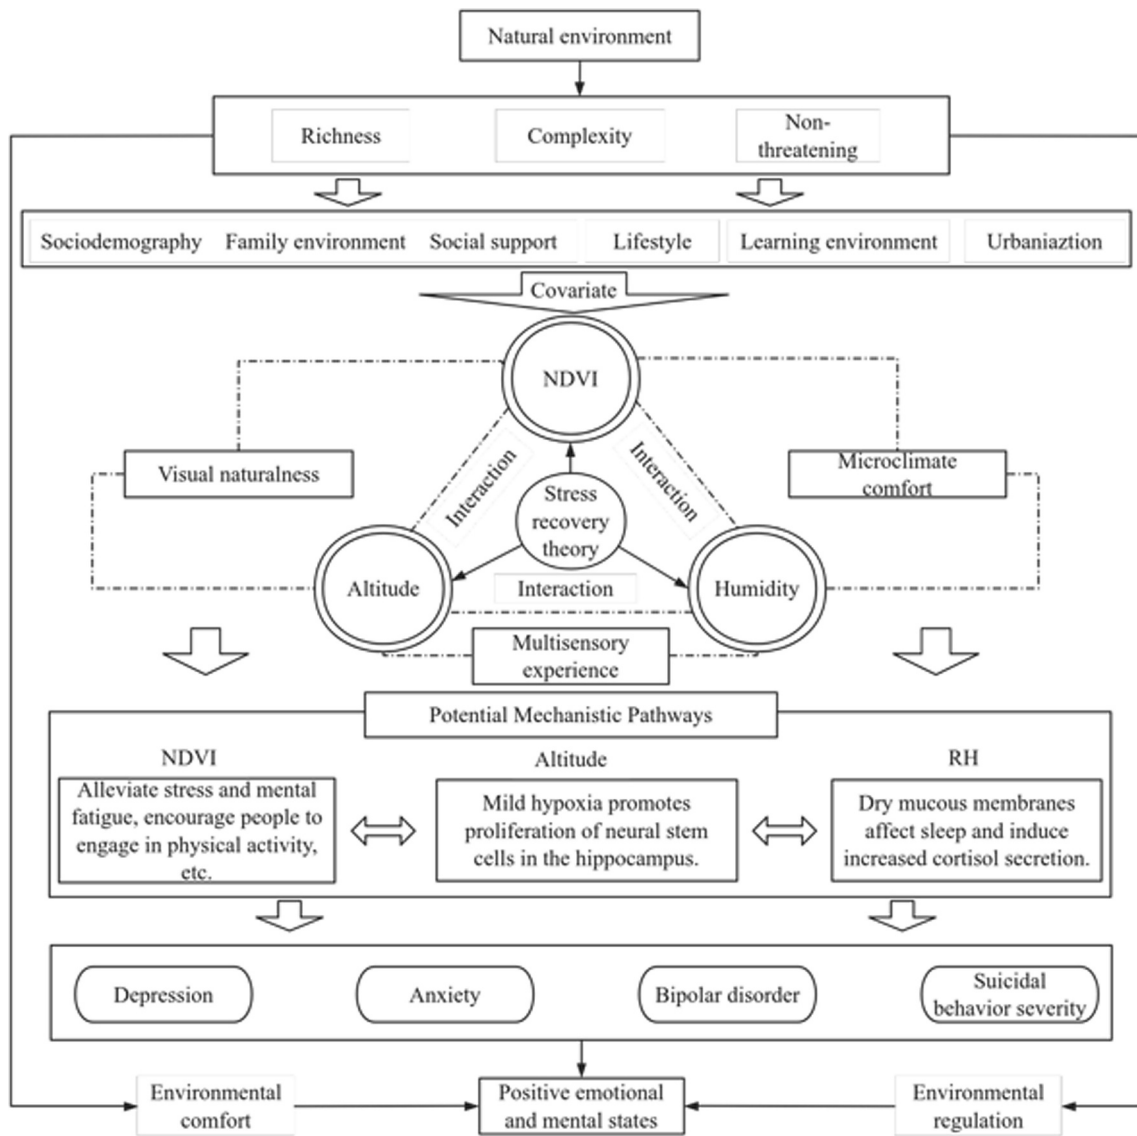 Natural environment
Richness
Complexity
Non-
threatening
Sociodemography
Family environment
Social support
Lifestyle
Learning environment
Urbaniaztion
Covariate
NDVI
Visual naturalness
Microclimate
comfort
Interaction
Interaction
Stress
recovery
theory
Altitude
Interaction
Humidity
Multisensory
experience
Potential Mechanistic Pathways
NDVI
Altitude
RH
Alleviate stress and mental
fatigue, encourage people to
engage in physical activity,
etc.
Mild hypoxia promotes
proliferation of neural stem
cells in the hippocampus.
Dry mucous membranes
affect sleep and induce
increased cortisol secretion.
Depression
Anxiety
Bipolar disorder
Suicidal
behavior severity
Environmental
comfort
Positive emotional
and mental states
Environmental
regulation